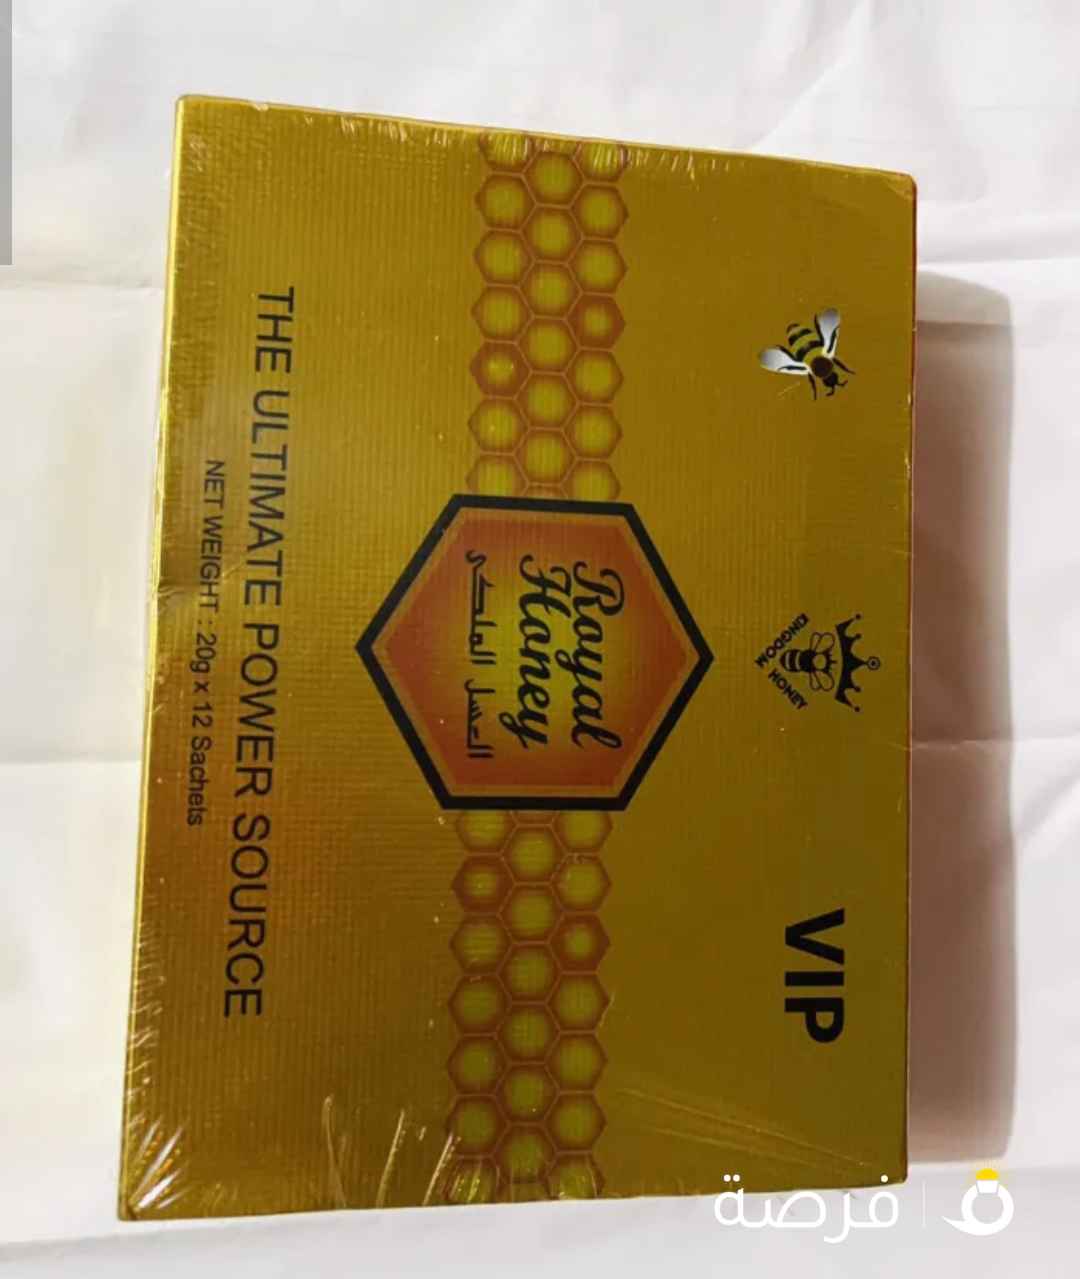 KINGDOM HONEY
VIP
Royal
Honey
العسل الملكي
THE ULTIMATE POWER SOURCE
NET WEIGHT : 20g x 12 Sachets
فرصة